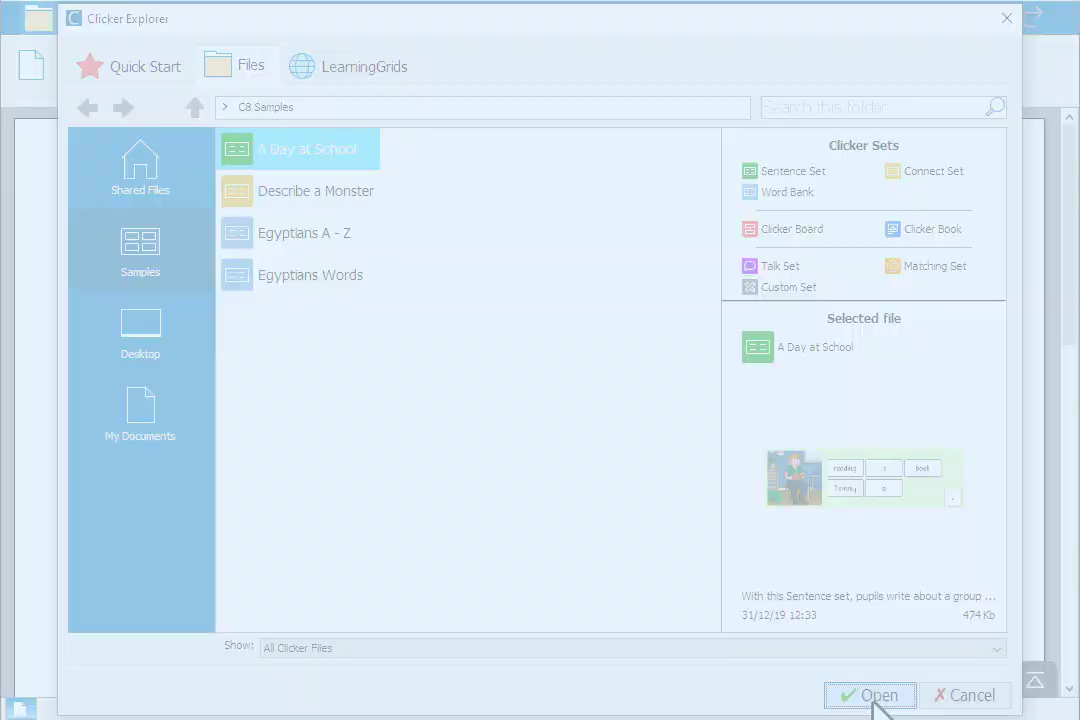 Clicker Explorer
Quick Start
Files
LearningGrids
C8 Samples
Search this folder
Shared Files
Samples
Desktop
My Documents
A Day at School
Describe a Monster
Egyptians A - Z
Egyptians Words
Clicker Sets
Sentence Set
Connect Set
Word Bank
Clicker Board
Clicker Book
Talk Set
Matching Set
Custom Set
Selected file
A Day at School
reading
book
Tommy
With this Sentence set, pupils write about a group ...
31/12/19 12:33
474 Kb
Show:
All Clicker Files
Open
Cancel